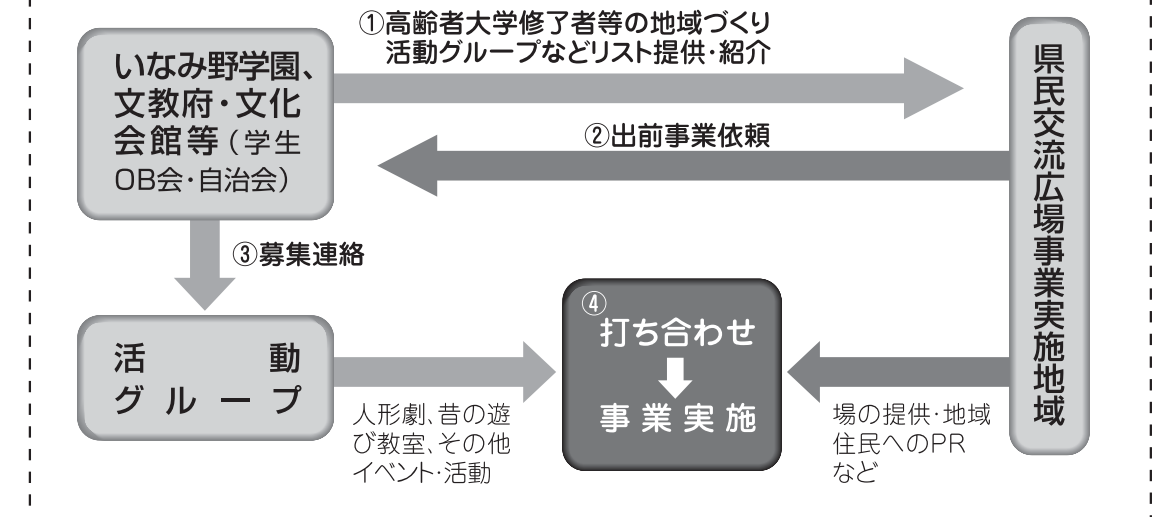 ①高齢者大学修了者等の地域づくり
活動グループなどリスト提供・紹介
いなみ野学園、
文教府・文化
会館等（学生
OB会・自治会）
②出前事業依頼
県民交流広場事業実施地域
③募集連絡
活動
グループ
人形劇、昔の遊
び教室、その他
イベント・活動
④
打ち合わせ
事業実施
場の提供・地域
住民へのPR
など